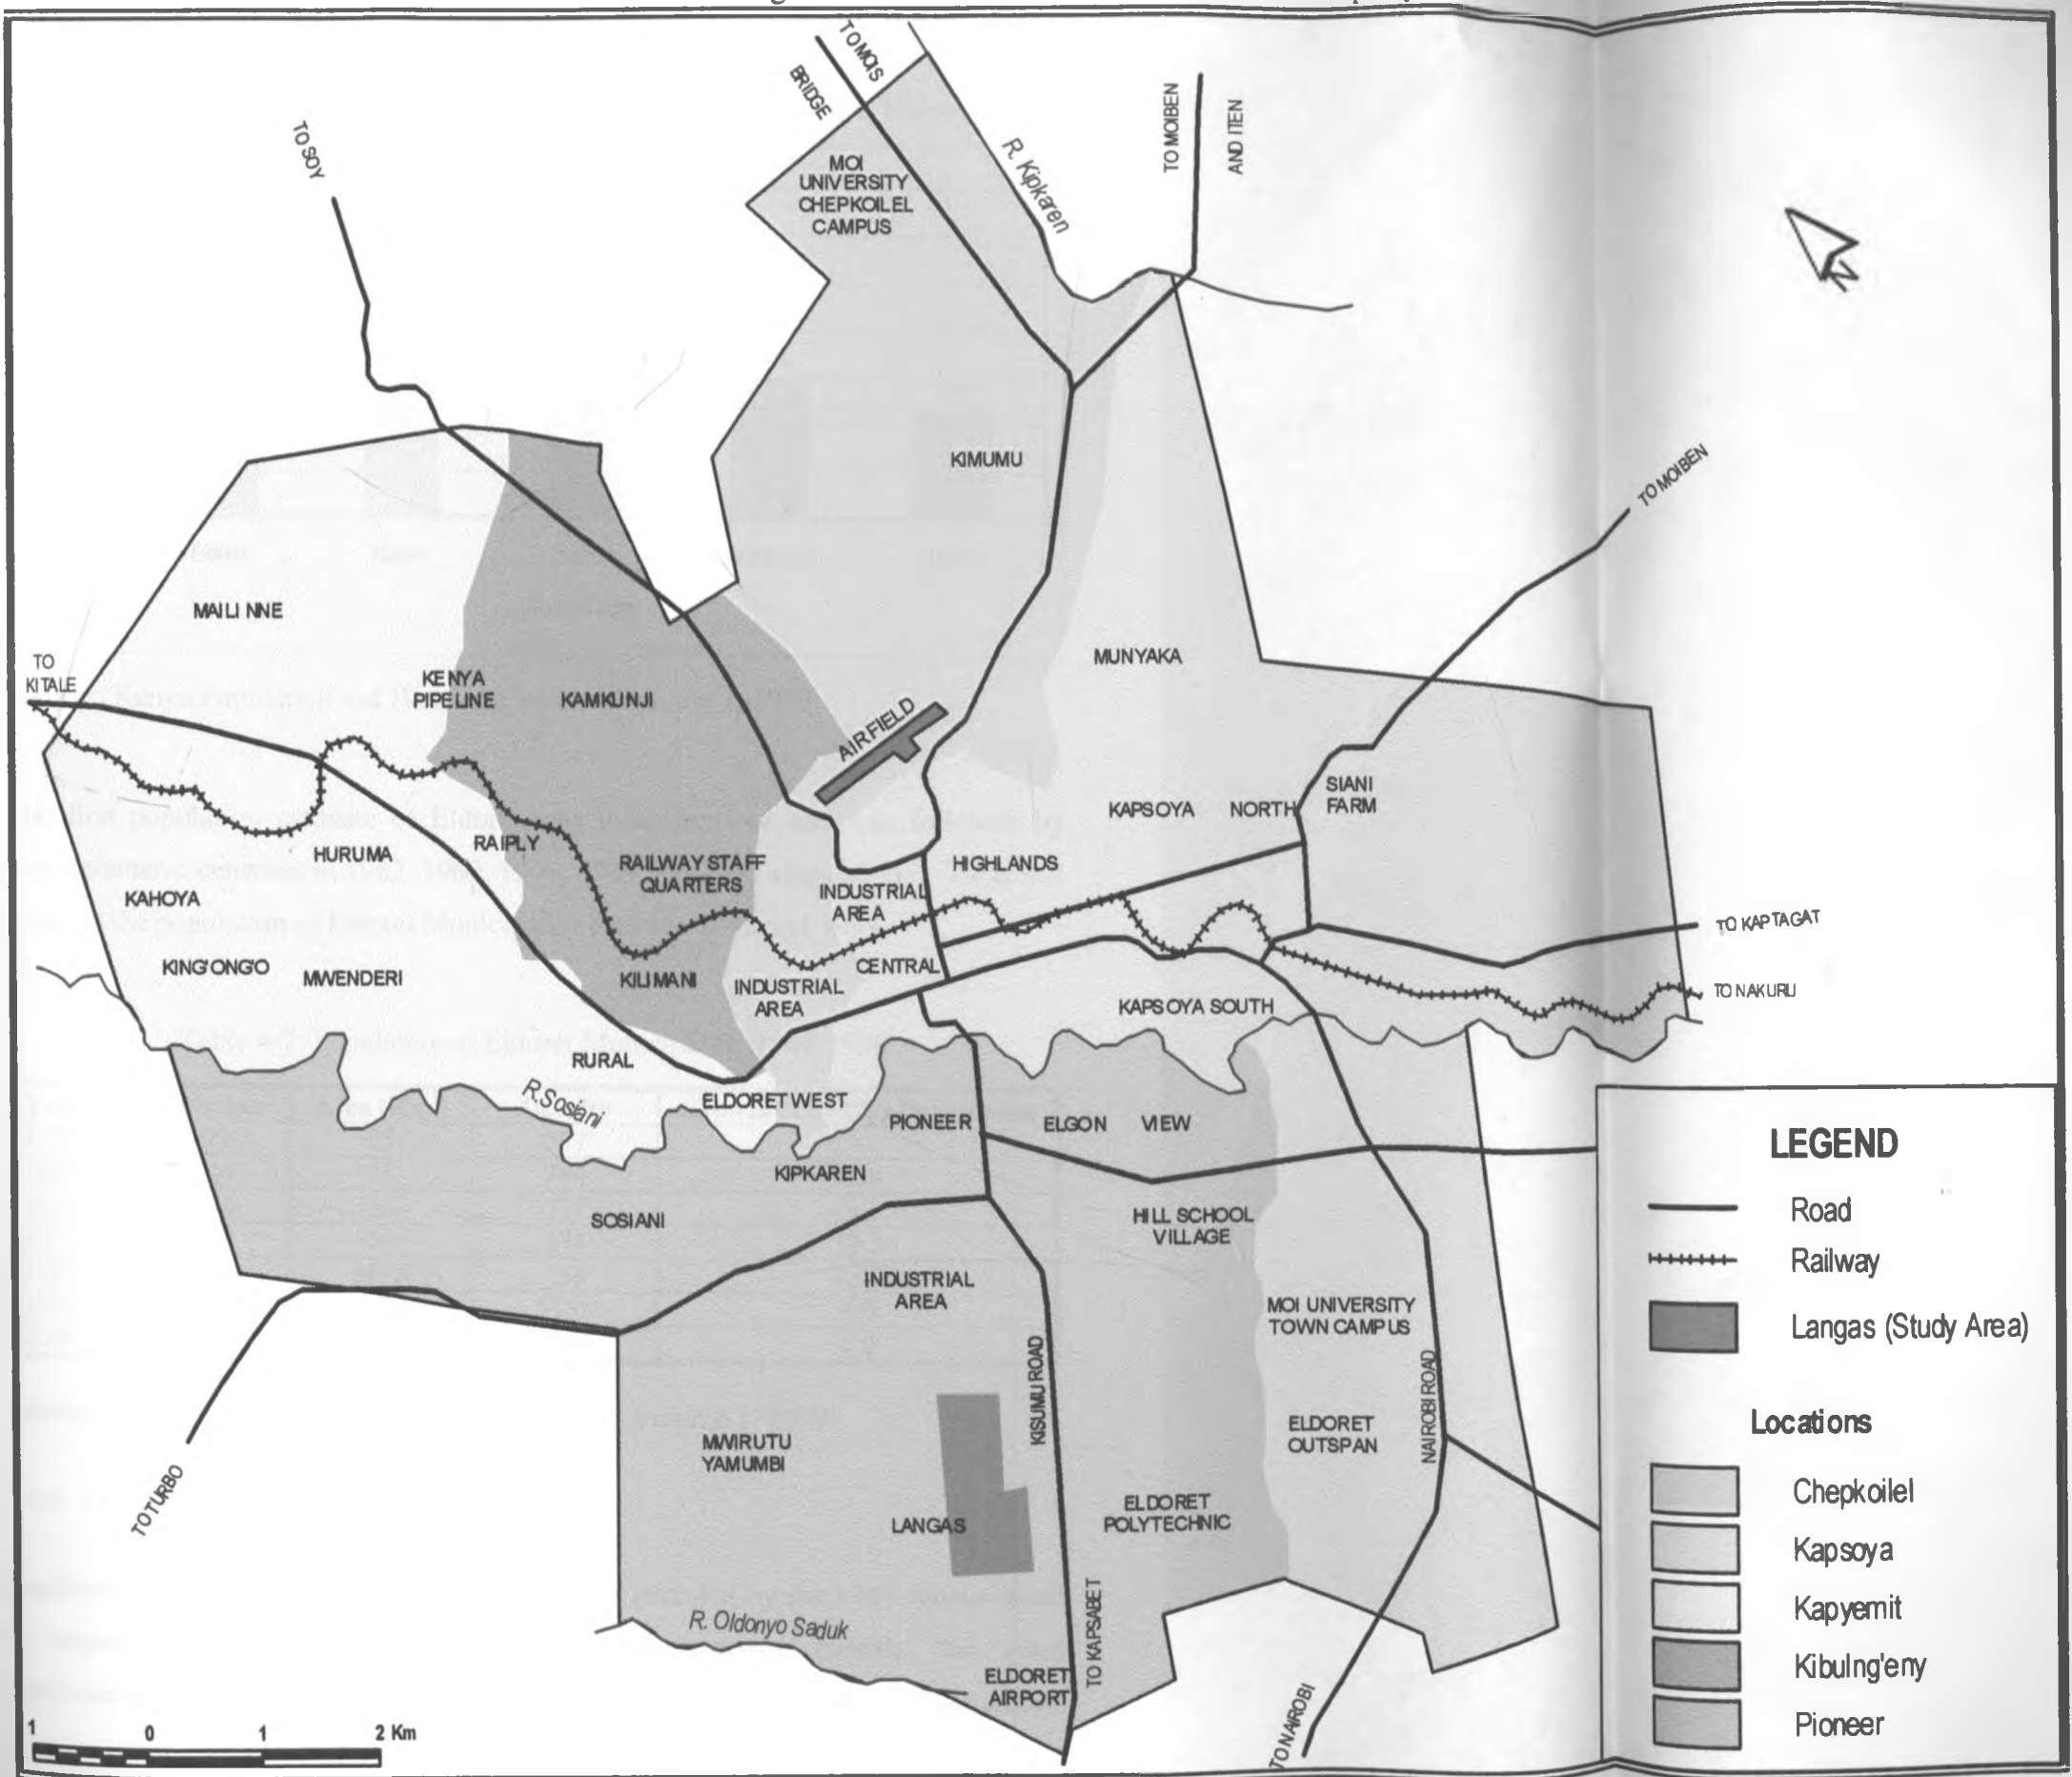 TO MOIS
BRIDGE
TO SOY
TO MOIBEN
AND ITEN
R. Kipkaren
MOI
UNIVERSITY
CHEPKOILEL
CAMPUS
N
KIMUMU
TO MOIBEN
MAILI NNE
MUNYAKA
TO
KITALE
KENYA
PIPELINE
KAMKUNJI
AIRFIELD
SIANI
FARM
KAPSOYA NORTH
HURUMA
RAIPLY
RAILWAY STAFF
QUARTERS
HIGHLANDS
INDUSTRIAL
AREA
KAHOYA
TO KAPTAGAT
KING'ONG'O
MWENDERI
KILIMANI
INDUSTRIAL
AREA
CENTRAL
KAPSOYA SOUTH
TO NAKURU
RURAL
R. Sosiani
ELDORET WEST
PIONEER
ELGON VIEW
KIPKAREN
SOSIANI
HILL SCHOOL
VILLAGE
INDUSTRIAL
AREA
MOI UNIVERSITY
TOWN CAMPUS
KISUMU ROAD
NAIROBI ROAD
MWIRUTU
YAMUMBI
ELDORET
OUTSPAN
TO TURBO
LANGAS
ELDORET
POLYTECHNIC
R. Oldonyo Saduk
TO KAPSABET
ELDORET
AIRPORT
TO NAIROBI
1 0 1 2 Km
LEGEND
Road
Railway
Langas (Study Area)
Locations
Chepkoilel
Kapsoya
Kapyemit
Kibulng'eny
Pioneer